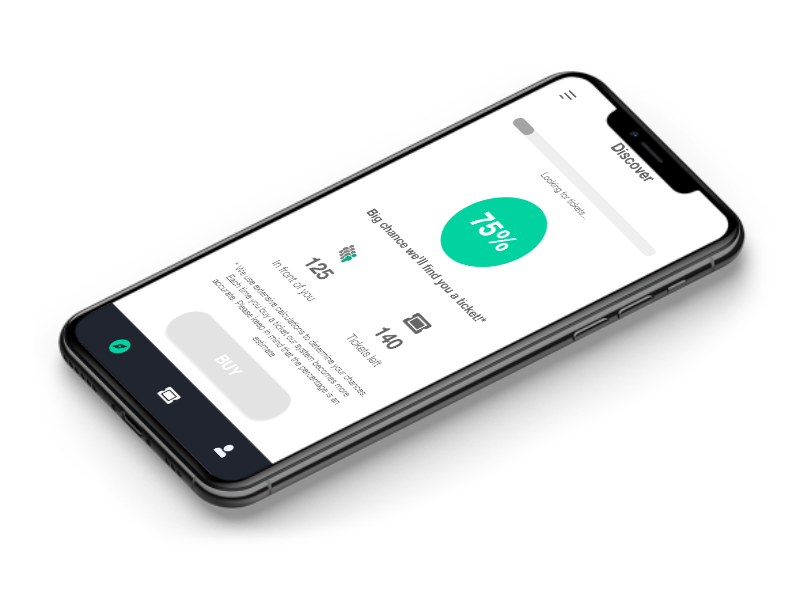 Discover
Looking for tickets...
75%
Big chance we'll find you a ticket!*
125
In front of you
140
Tickets left
* We use extensive calculations to determine your chances.
Each time you buy a ticket our system becomes more
accurate. Please keep in mind that the percentage is an
estimate
BUY